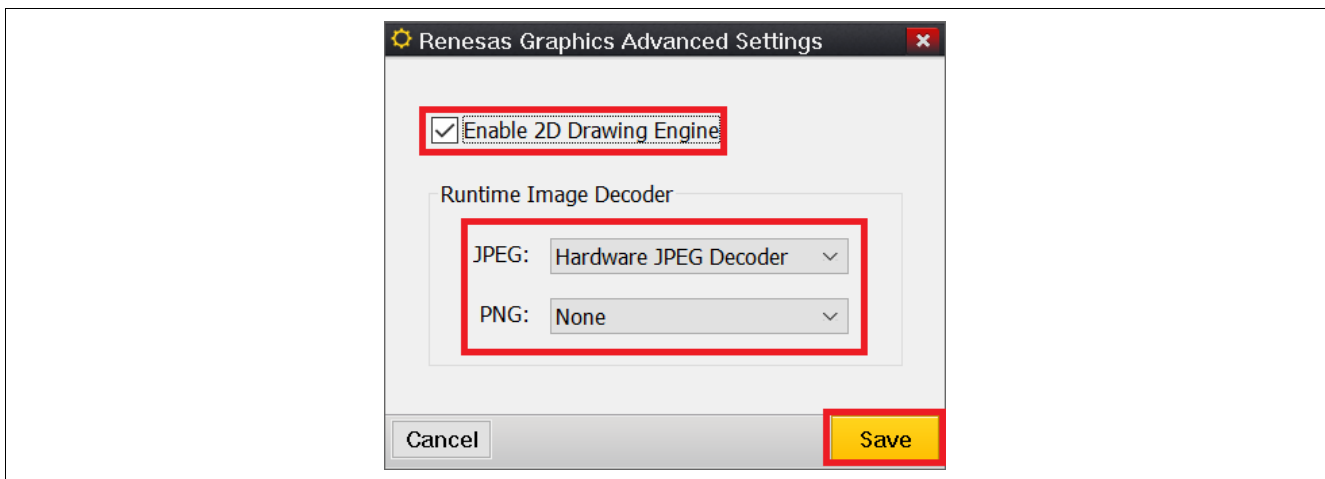 Renesas Graphics Advanced Settings
Enable 2D Drawing Engine
Runtime Image Decoder
JPEG: Hardware JPEG Decoder
PNG: None
Cancel Save